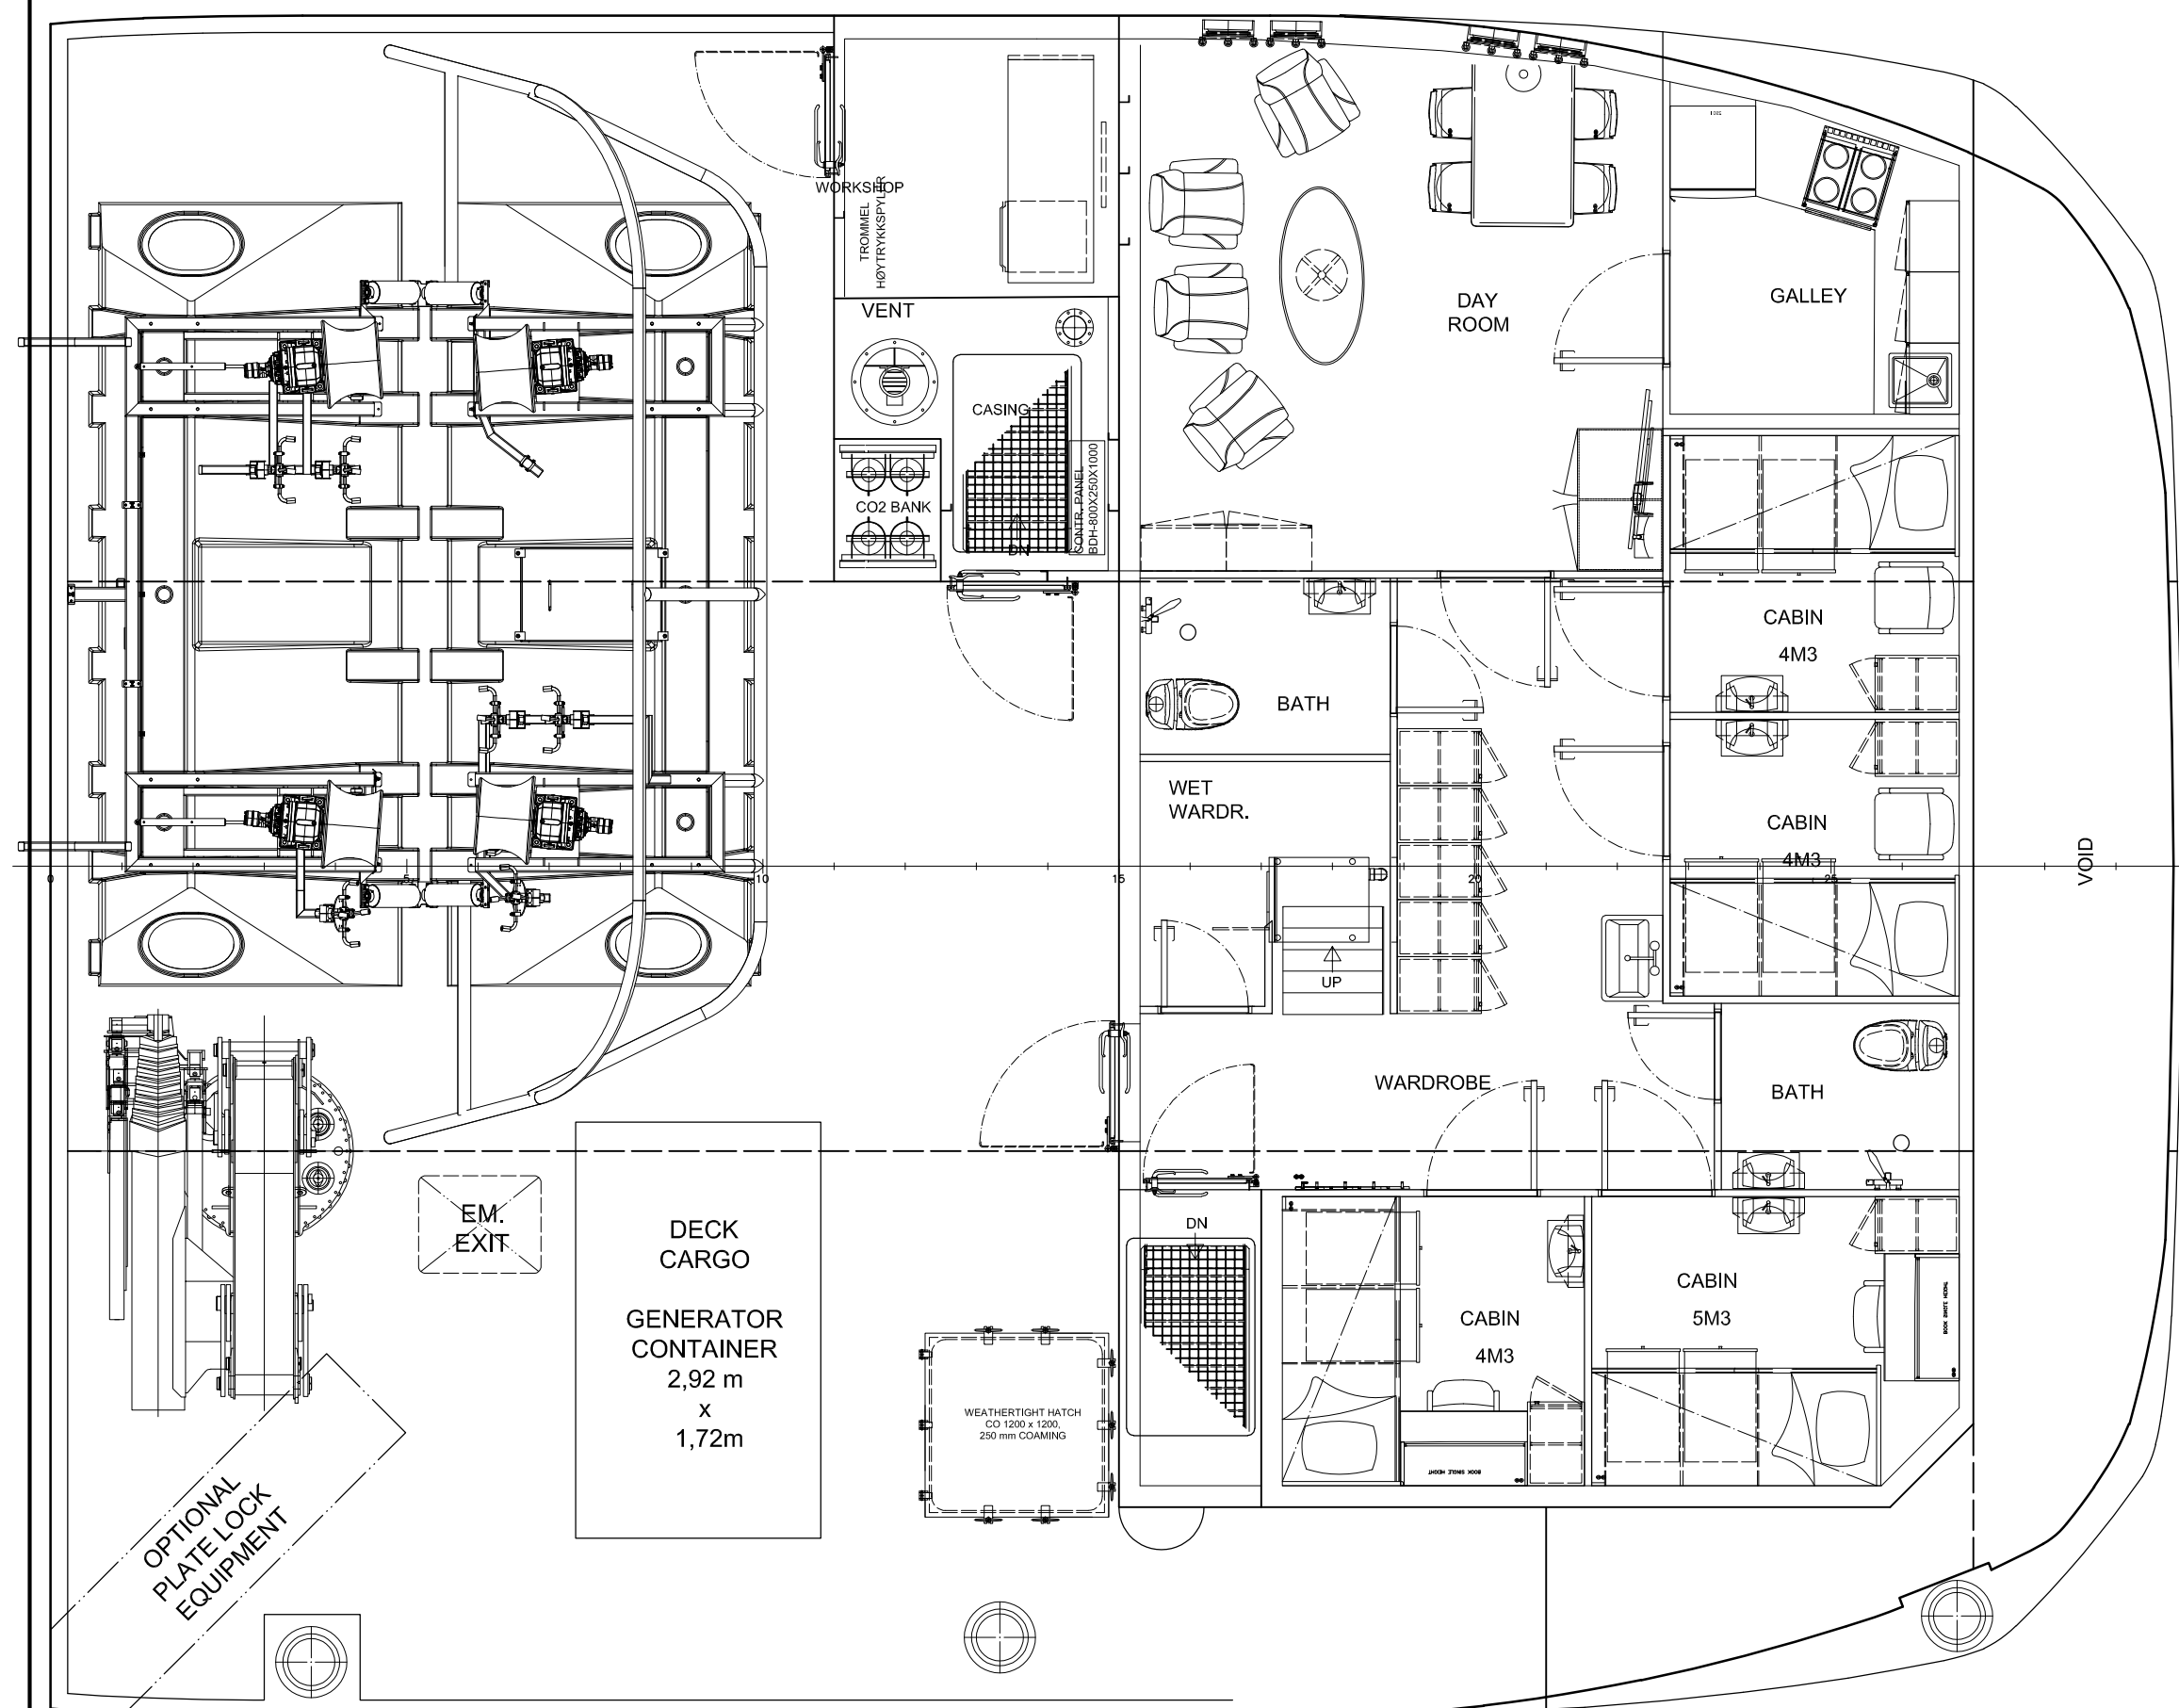 WORKSHOP
TROMMEL
HØYTRYKKSPYLER
VENT
CASING
CO2 BANK
CONTR. PANEL
BDH-800X250X1000
DN
DAY
ROOM
GALLEY
CABIN
4M3
CABIN
4M3
BATH
WET
WARDR.
UP
0
5
10
15
20
25
VOID
WARDROBE
BATH
EM.
EXIT
DECK
CARGO
GENERATOR
CONTAINER
2,92 m
x
1,72m
DN
WEATHERTIGHT HATCH
CO 1200 x 1200,
250 mm COAMING
CABIN
4M3
BOOK SINGLE HEIGHT
CABIN
5M3
OPTIONAL
PLATE LOCK
EQUIPMENT